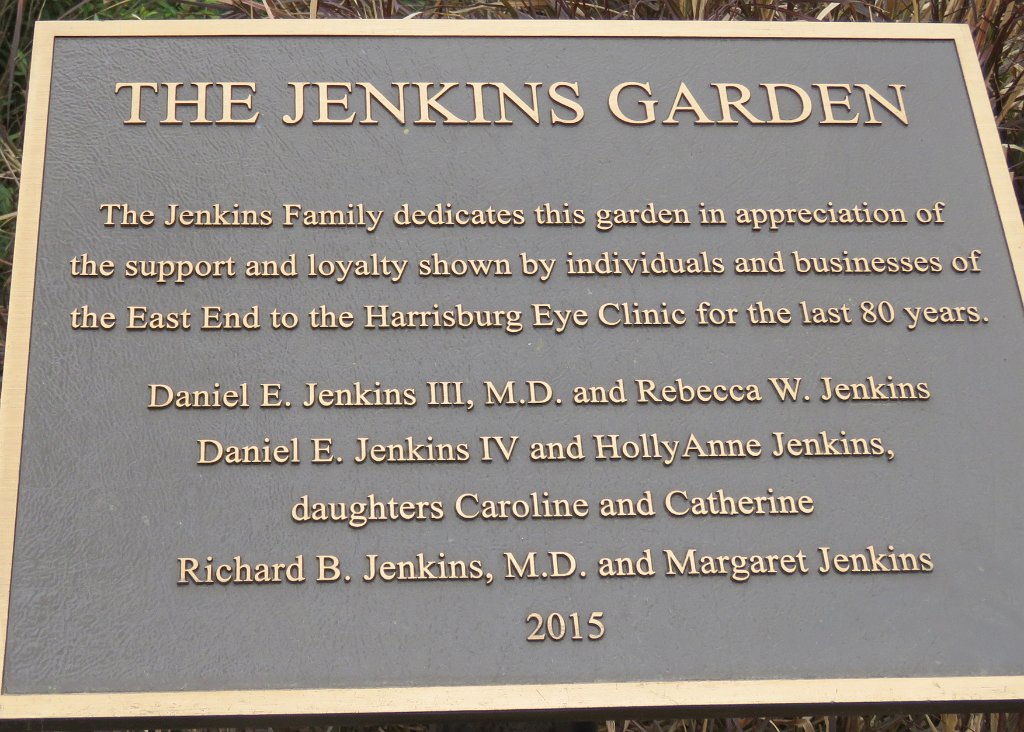 THE JENKINS GARDEN
The Jenkins Family dedicates this garden in appreciation of
the support and loyalty shown by individuals and businesses of
the East End to the Harrisburg Eye Clinic for the last 80 years.
Daniel E. Jenkins III, M.D. and Rebecca W. Jenkins
Daniel E. Jenkins IV and HollyAnne Jenkins,
daughters Caroline and Catherine
Richard B. Jenkins, M.D. and Margaret Jenkins
2015